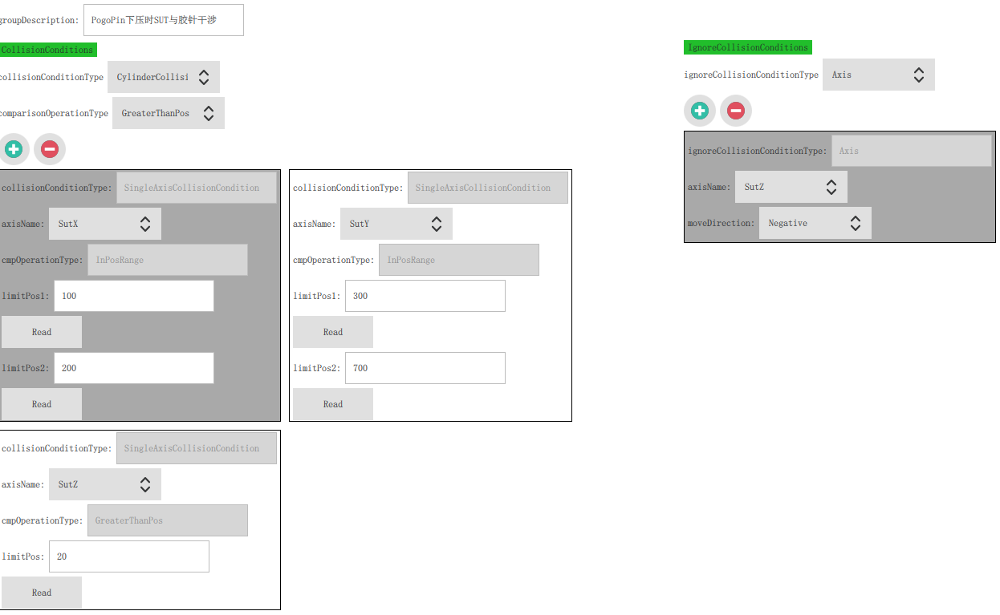 groupDescription: PogoPin下压时SUT与胶针干涉
CollisionConditions
collisionConditionType CylinderCollisi
comparisonOperationType GreaterThanPos
collisionConditionType: SingleAxisCollisionCondition
axisName: SutX
cmpOperationType: InPosRange
limitPos1: 100
Read
limitPos2: 200
Read
collisionConditionType: SingleAxisCollisionCondition
axisName: SutY
cmpOperationType: InPosRange
limitPos1: 300
Read
limitPos2: 700
Read
collisionConditionType: SingleAxisCollisionCondition
axisName: SutZ
cmpOperationType: GreaterThanPos
limitPos: 20
Read
IgnoreCollisionConditions
ignoreCollisionConditionType Axis
ignoreCollisionConditionType: Axis
axisName: SutZ
moveDirection: Negative